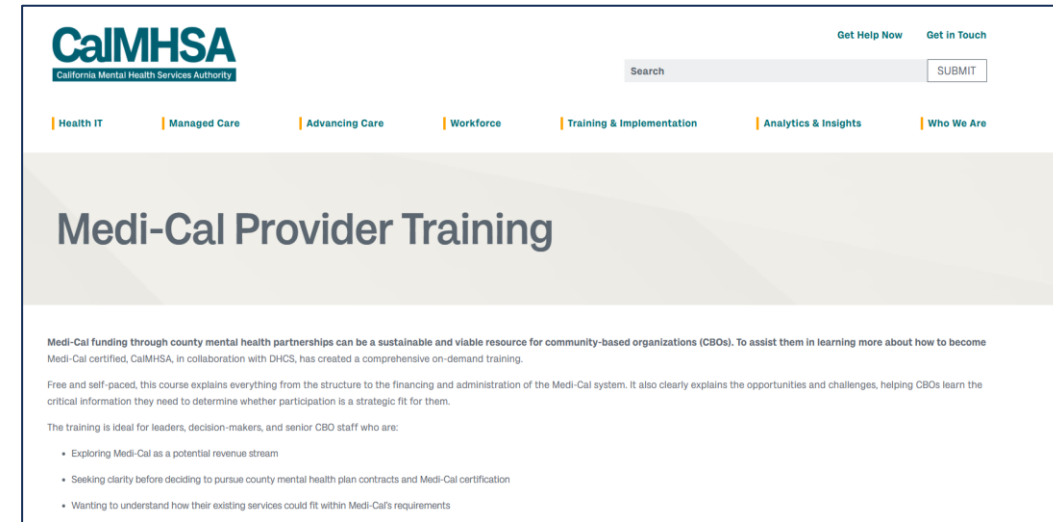 CalMHSA
California Mental Health Services Authority
Get Help Now Get in Touch
Search SUBMIT
Health IT Managed Care Advancing Care Workforce Training & Implementation Analytics & Insights Who We Are
Medi-Cal Provider Training
Medi-Cal funding through county mental health partnerships can be a sustainable and viable resource for community-based organizations (CBOs). To assist them in learning more about how to become
Medi-Cal certified, CalMHSA, in collaboration with DHCS, has created a comprehensive on-demand training.
Free and self-paced, this course explains everything from the structure to the financing and administration of the Medi-Cal system. It also clearly explains the opportunities and challenges, helping CBOs learn the
critical information they need to determine whether participation is a strategic fit for them.
The training is ideal for leaders, decision-makers, and senior CBO staff who are:
• Exploring Medi-Cal as a potential revenue stream
• Seeking clarity before deciding to pursue county mental health plan contracts and Medi-Cal certification
• Wanting to understand how their existing services could fit within Medi-Cal's requirements